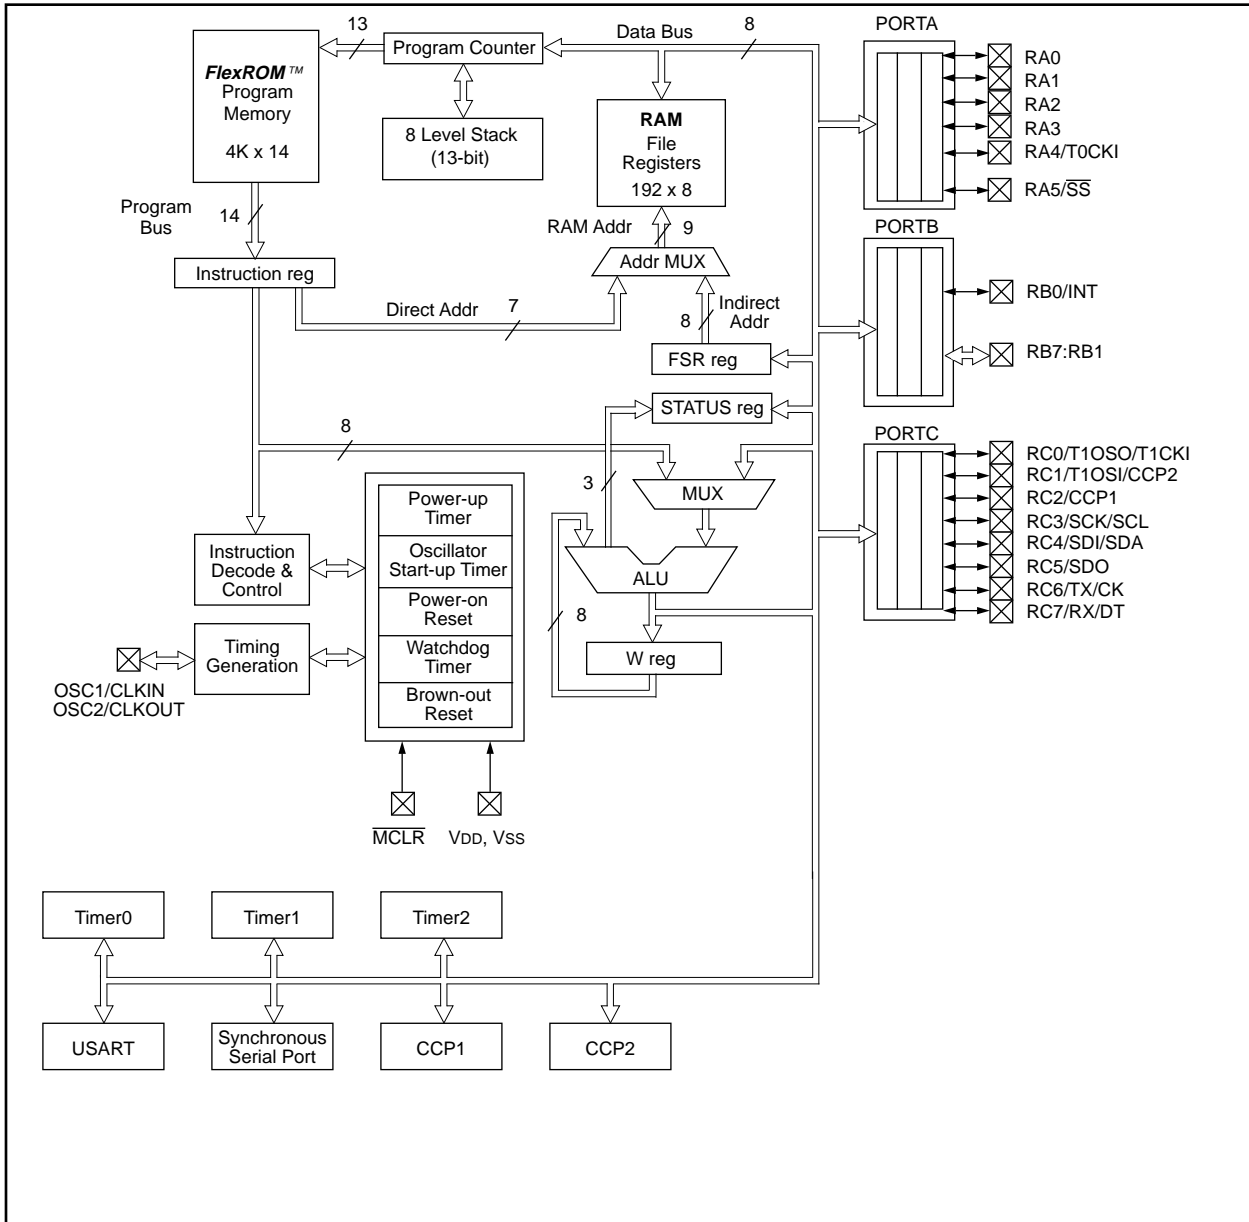 13
Program Counter
Data Bus
8
PORTA
FlexROM™
Program
Memory
4K x 14
8 Level Stack
(13-bit)
RAM
File
Registers
192 x 8
RA0
RA1
RA2
RA3
RA4/T0CKI
RA5/S̅S̅
Program
Bus
14
RAM Addr
9
PORTB
Instruction reg
Addr MUX
Direct Addr
7
8
Indirect
Addr
RB0/INT
FSR reg
RB7:RB1
STATUS reg
PORTC
8
3
MUX
RC0/T1OSO/T1CKI
RC1/T1OSI/CCP2
RC2/CCP1
RC3/SCK/SCL
RC4/SDI/SDA
RC5/SDO
RC6/TX/CK
RC7/RX/DT
Power-up
Timer
Oscillator
Start-up Timer
Power-on
Reset
Watchdog
Timer
Brown-out
Reset
Instruction
Decode &
Control
ALU
8
W reg
Timing
Generation
OSC1/CLKIN
OSC2/CLKOUT
M̅C̅L̅R̅
VDD, VSS
Timer0
Timer1
Timer2
USART
Synchronous
Serial Port
CCP1
CCP2